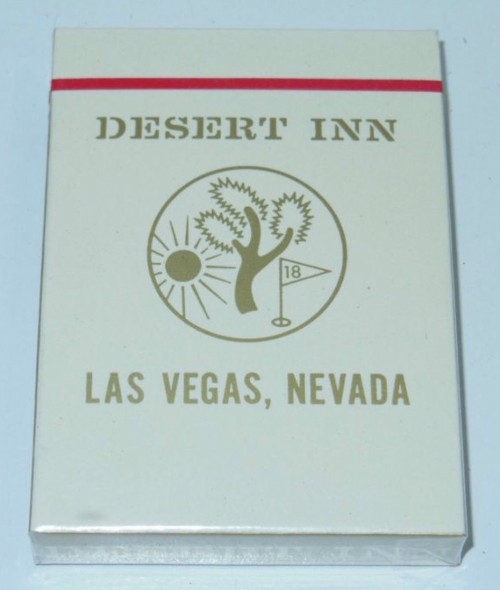 DESERT INN
18
LAS VEGAS, NEVADA